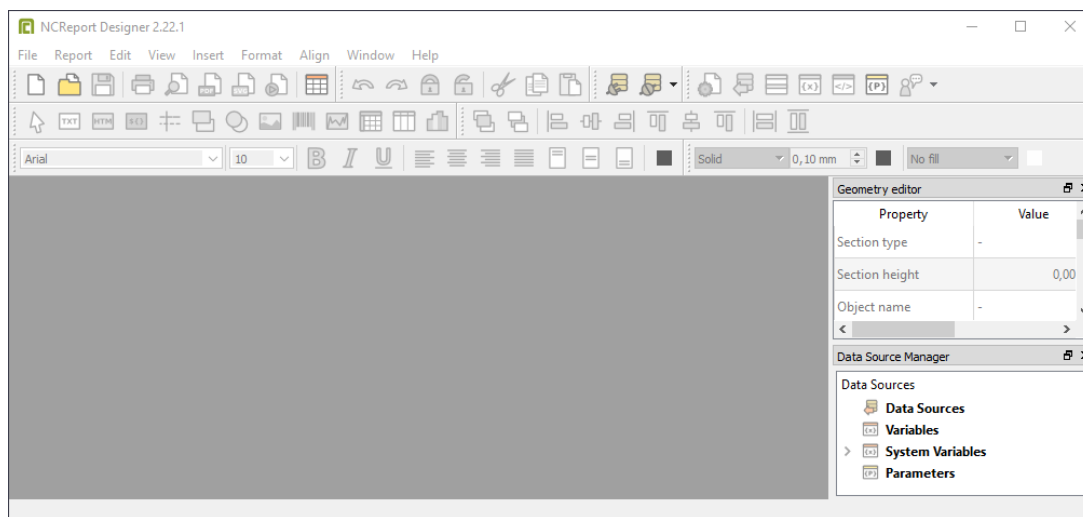 NCReport Designer 2.22.1
File Report Edit View Insert Format Align Window Help
TXT HTM ${} 
Arial 10 B I U Solid 0,10 mm No fill
Geometry editor
Property Value
Section type -
Section height 0,00
Object name -
Data Source Manager
Data Sources
Data Sources
Variables
System Variables
Parameters